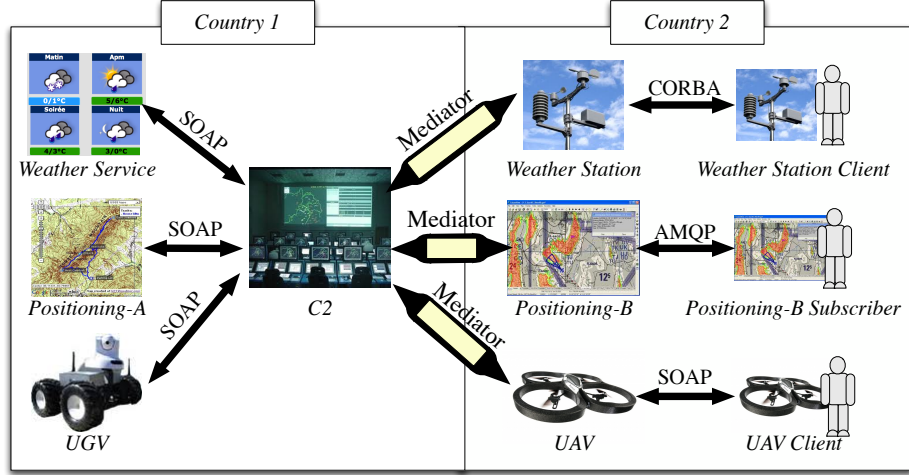 Country 1
Country 2
Matin
Apm
0/1°C
5/6°C
Soirée
Nuit
4/3°C
3/0°C
Weather Service
SOAP
Mediator
Weather Station
CORBA
Weather Station Client
Positioning-A
SOAP
C2
Mediator
Positioning-B
AMQP
Positioning-B Subscriber
UGV
SOAP
Mediator
UAV
SOAP
UAV Client